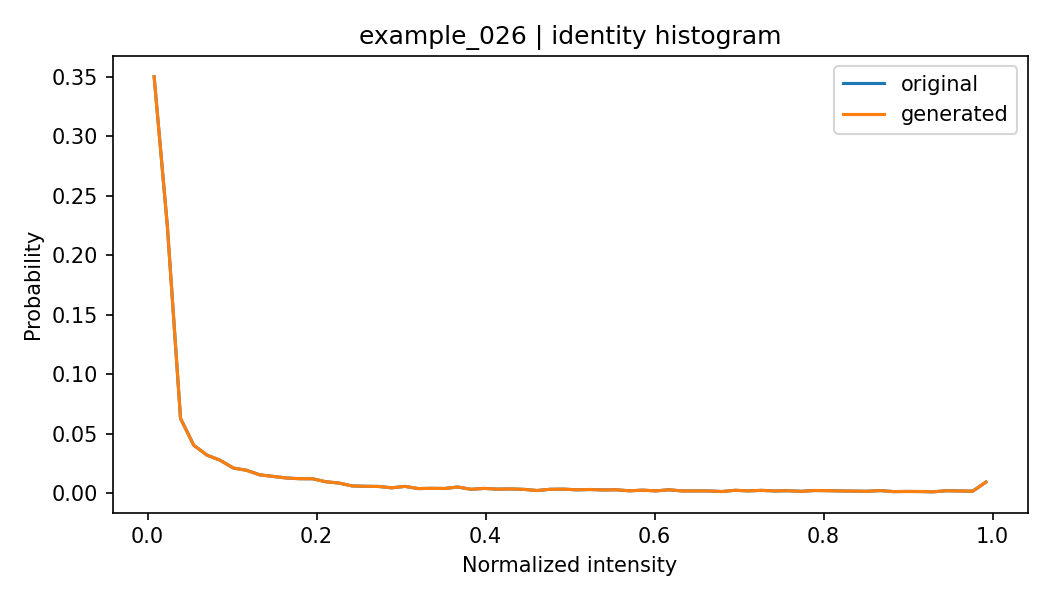 example_026 | identity histogram
original
generated
Probability
0.35
0.30
0.25
0.20
0.15
0.10
0.05
0.00
0.0 0.2 0.4 0.6 0.8 1.0
Normalized intensity